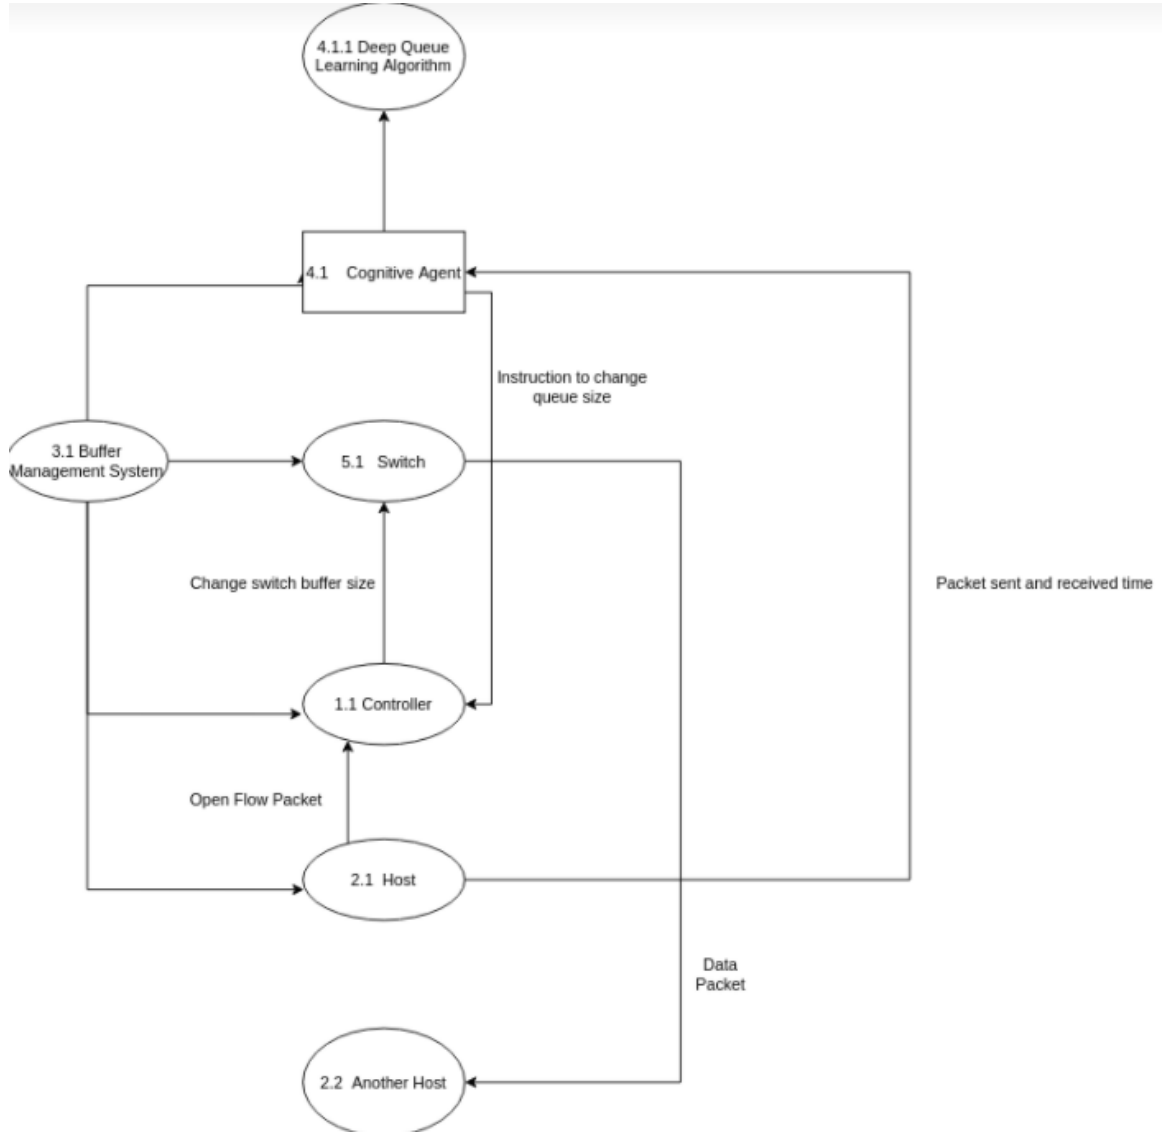 4.1.1 Deep Queue
Learning Algorithm
4.1 Cognitive Agent
Instruction to change
queue size
3.1 Buffer
Management System
5.1 Switch
Change switch buffer size
Packet sent and received time
1.1 Controller
Open Flow Packet
2.1 Host
Data
Packet
2.2 Another Host